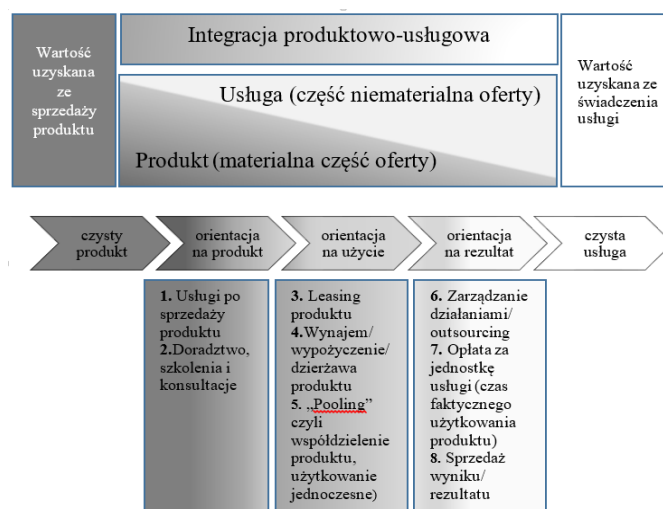 Wartość
uzyskana
ze
sprzedaży
produktu
Integracja produktowo-usługowa
Usługa (część niematerialna oferty)
Produkt (materialna część oferty)
Wartość
uzyskana ze
świadczenia
usługi
czysty
produkt
orientacja
na produkt
orientacja
na użycie
orientacja
na rezultat
czysta
usługa
1. Usługi po
sprzedaży
produktu
2.Doradztwo,
szkolenia i
konsultacje
3. Leasing
produktu
4.Wynajem/
wypożyczenie/
dzierżawa
produktu
5. „Pooling”
czyli
współdzielenie
produktu,
użytkowanie
jednoczesne)
6. Zarządzanie
działaniami/
outsourcing
7. Opłata za
jednostkę
usługi (czas
faktycznego
użytkowania
produktu)
8. Sprzedaż
wyniku/
rezultatu